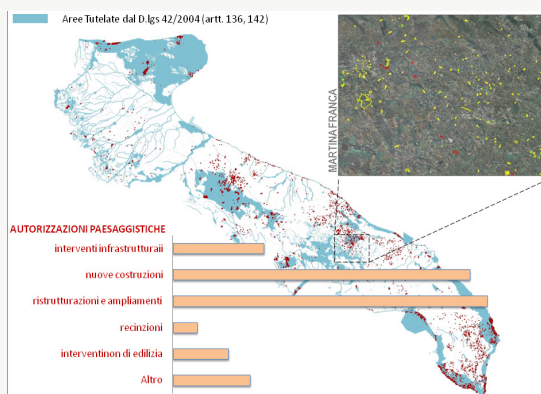 Aree Tutelate dal D.lgs 42/2004 (artt. 136, 142)
MARTINA FRANCA
AUTORIZZAZIONI PAESAGGISTICHE
interventi infrastrutturaii
nuove costruzioni
ristrutturazioni e ampliamenti
recinzioni
interventinon di edilizia
Altro